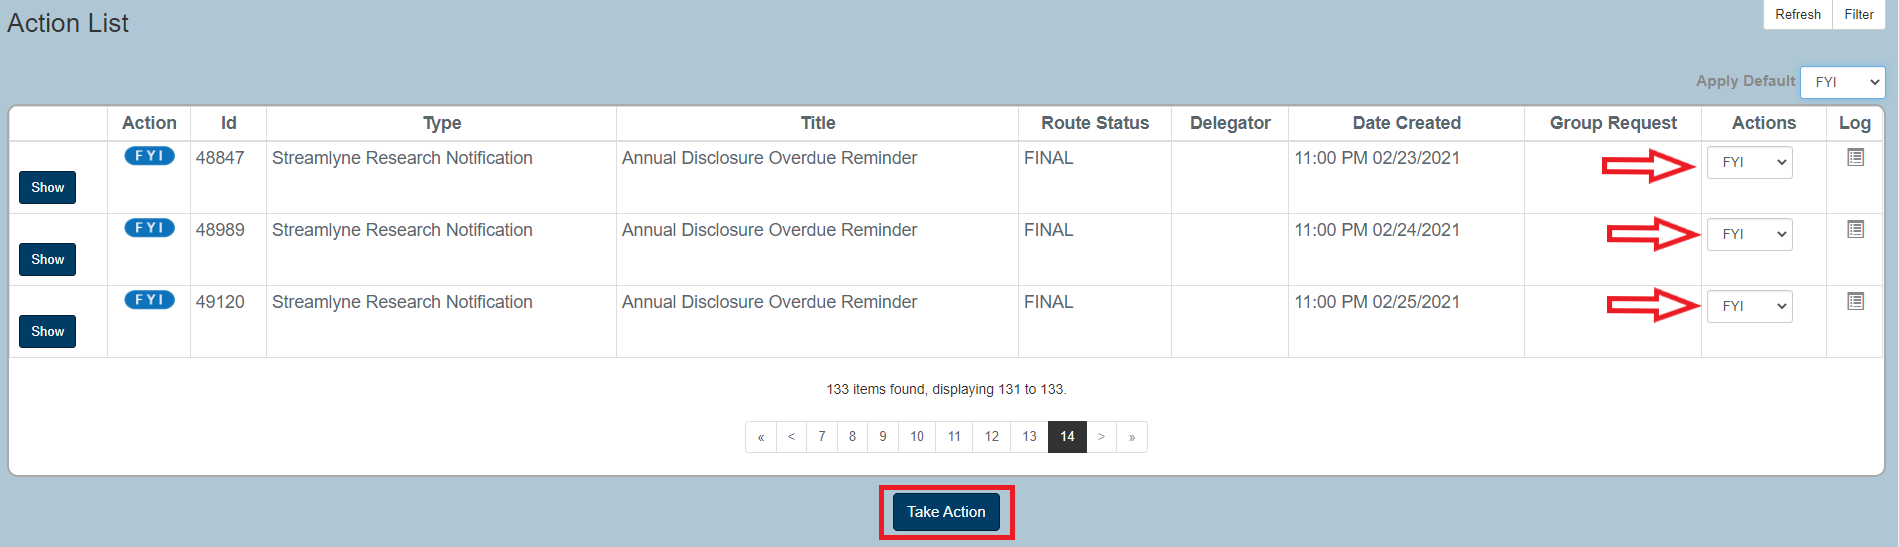 Action List
Refresh Filter
Apply Default FYI
Action Id Type Title Route Status Delegator Date Created Group Request Actions Log
FYI 48847 Streamlyne Research Notification Annual Disclosure Overdue Reminder FINAL 11:00 PM 02/23/2021 FYI
Show
FYI 48989 Streamlyne Research Notification Annual Disclosure Overdue Reminder FINAL 11:00 PM 02/24/2021 FYI
Show
FYI 49120 Streamlyne Research Notification Annual Disclosure Overdue Reminder FINAL 11:00 PM 02/25/2021 FYI
Show
133 items found, displaying 131 to 133.
« < 7 8 9 10 11 12 13 14 > »
Take Action